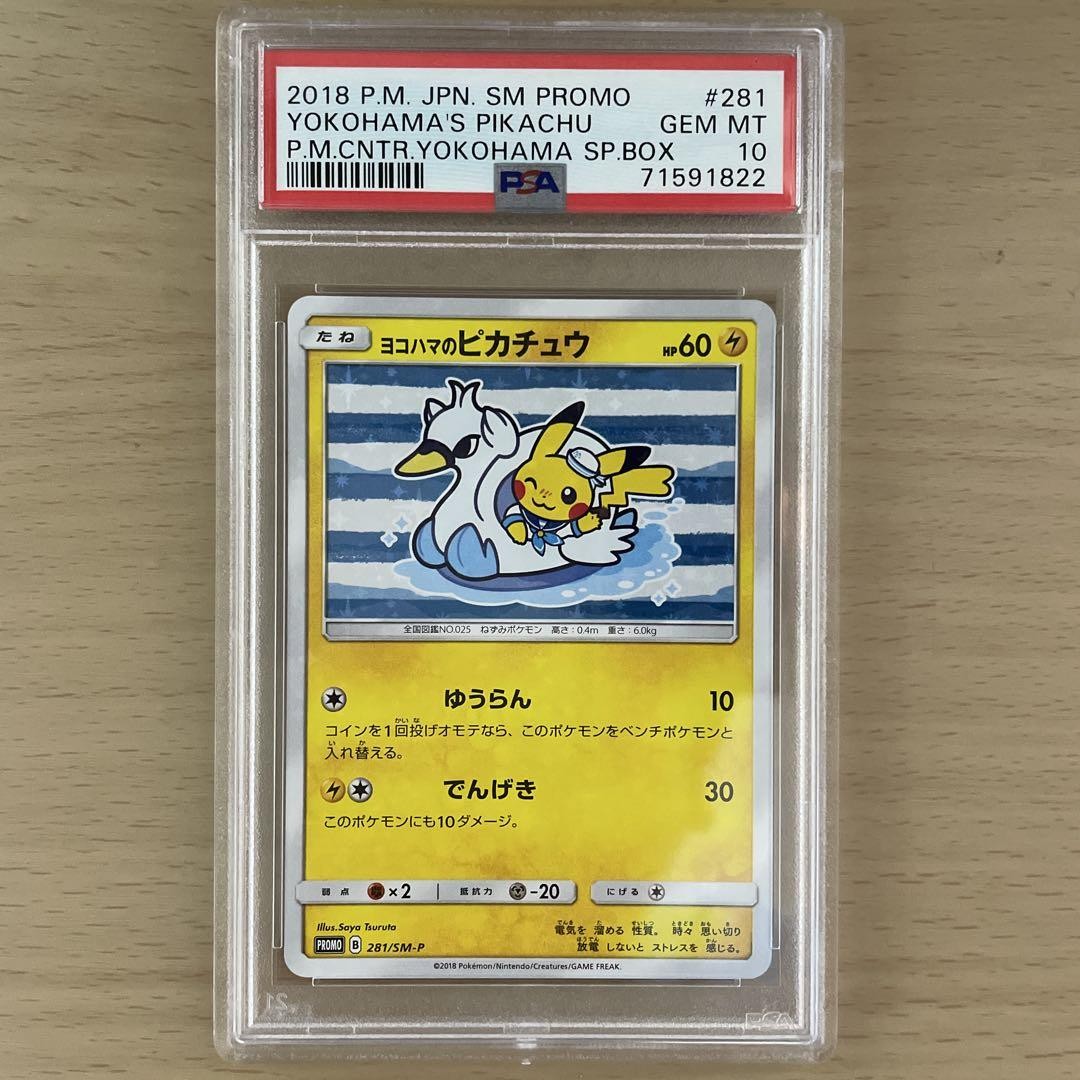 2018 P.M. JPN. SM PROMO #281
YOKOHAMA'S PIKACHU GEM MT
P.M.CNTR.YOKOHAMA SP.BOX 10
PSA 71591822
たね ヨコハマのピカチュウ HP60
全国図鑑NO.025 ねずみポケモン 高さ:0.4m 重さ:6.0kg
ゆうらん 10
コインを1回投げオモテなら、このポケモンをベンチポケモンと
入れ替える。
でんげき 30
このポケモンにも10ダメージ。
弱点 ×2 抵抗力 -20 にげる
Illus.Saya Tsuruta
電気を 溜める 性質。 時々 思い切り
放電 しないと ストレスを 感じる。
PROMO B 281/SM-P
©2018 Pokémon/Nintendo/Creatures/GAME FREAK.
PSA